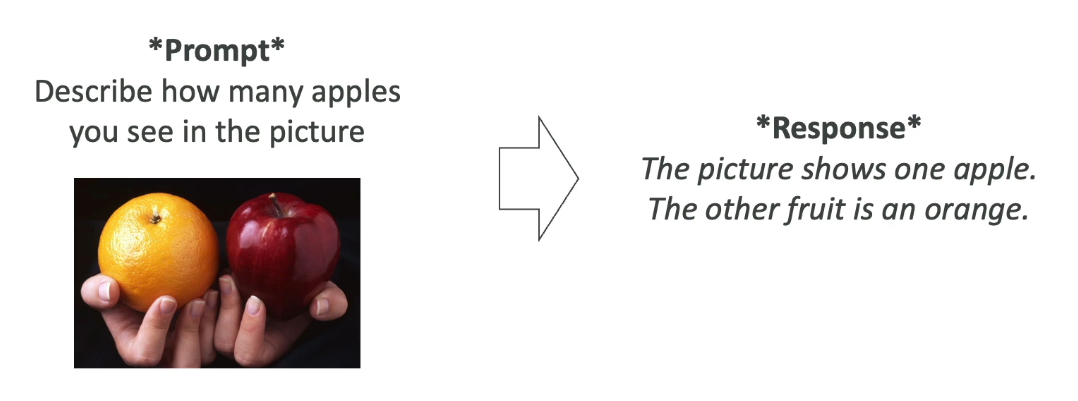 *Prompt*
Describe how many apples
you see in the picture
*Response*
The picture shows one apple.
The other fruit is an orange.